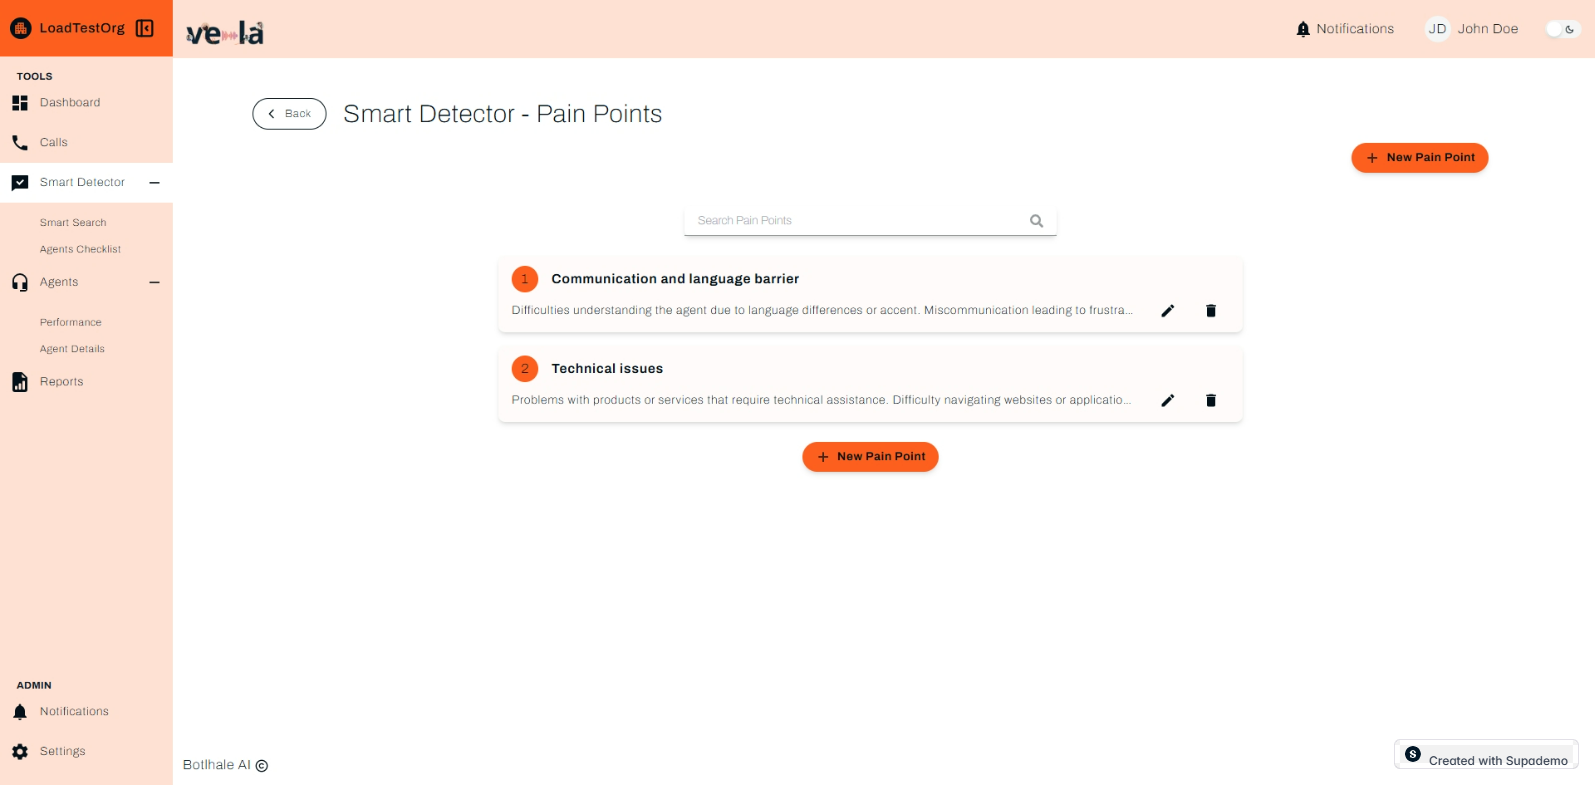 LoadTestOrg
vela
Notifications
JD
John Doe
TOOLS
Dashboard
Calls
Smart Detector
Smart Search
Agents Checklist
Agents
Performance
Agent Details
Reports
ADMIN
Notifications
Settings
Back
Smart Detector - Pain Points
New Pain Point
Search Pain Points
1
Communication and language barrier
Difficulties understanding the agent due to language differences or accent. Miscommunication leading to frustra...
2
Technical issues
Problems with products or services that require technical assistance. Difficulty navigating websites or applicatio...
New Pain Point
Botlhale AI ©
S
Created with Supademo